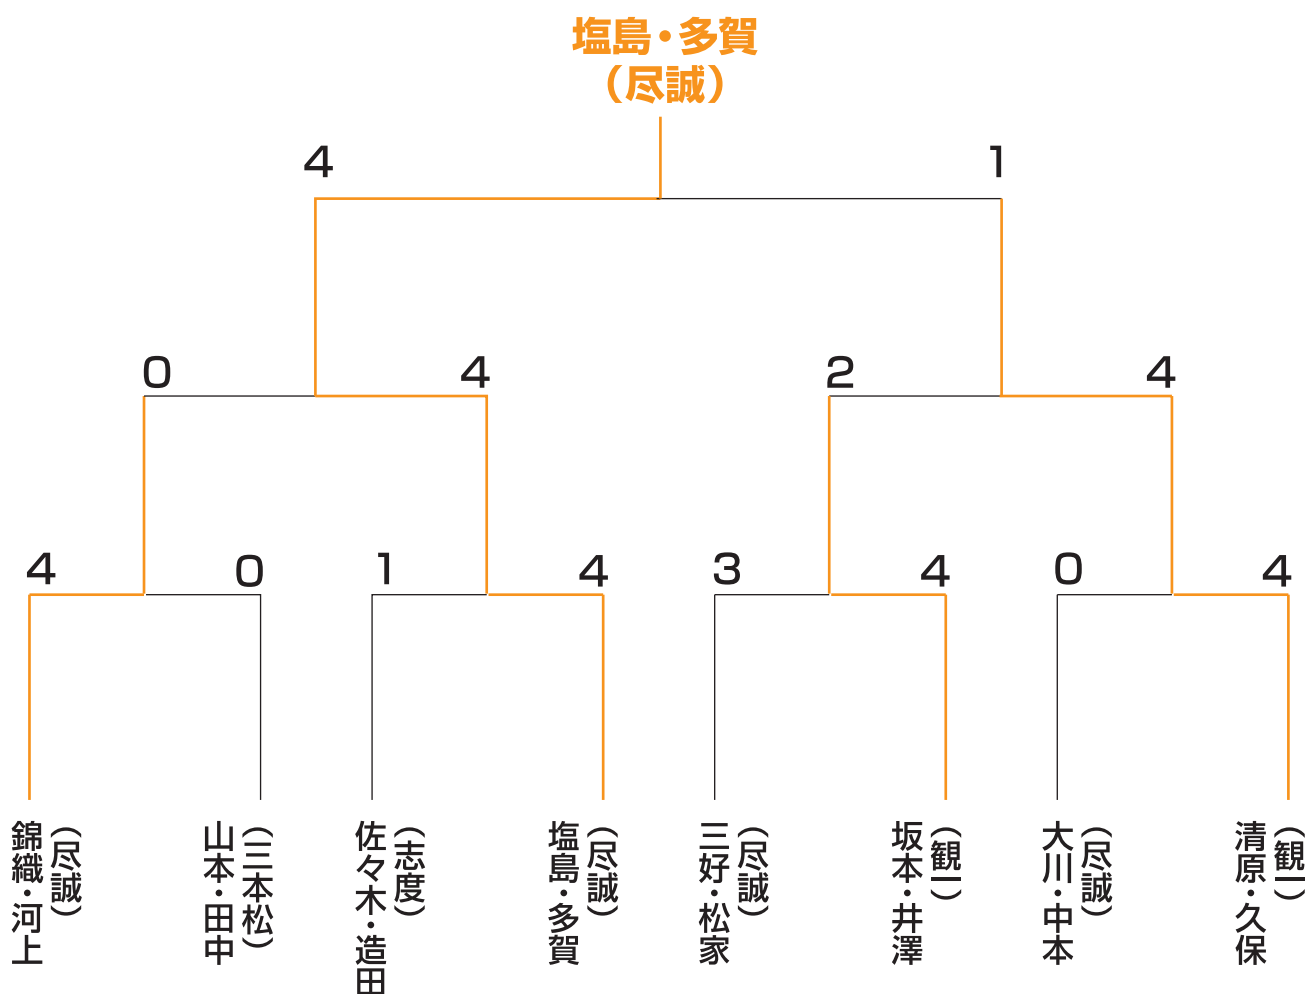 塩島・多賀
（尽誠）
4
1
0
4
2
4
4
0
1
4
3
4
0
4
錦織・河上
（尽誠）
山本・田中
（三本松）
佐々木・造田
（志度）
塩島・多賀
（尽誠）
三好・松家
（尽誠）
坂本・井澤
（観一）
大川・中本
（尽誠）
清原・久保
（観一）